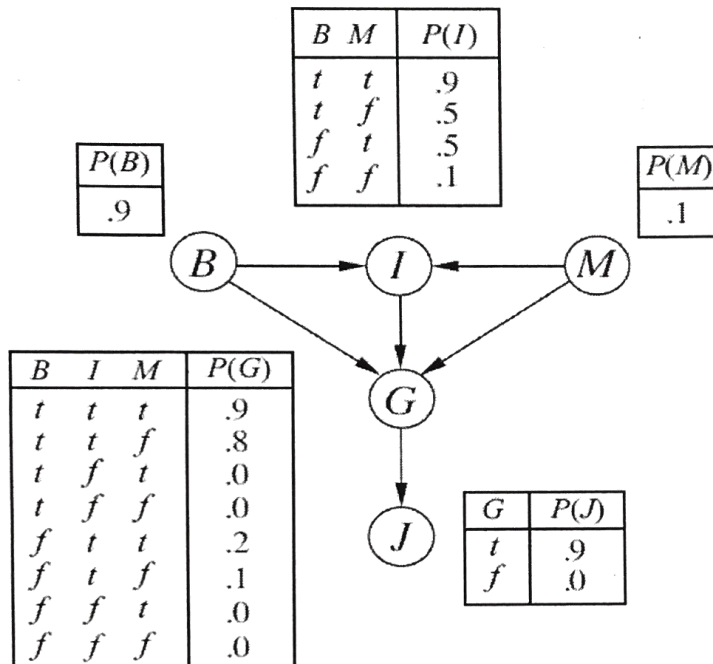 B M P(I)
t t .9
t f .5
f t .5
f f .1
P(B)
.9
P(M)
.1
B
I
M
B I M P(G)
t t t .9
t t f .8
t f t .0
t f f .0
f t t .2
f t f .1
f f t .0
f f f .0
G
J
G P(J)
t .9
f .0